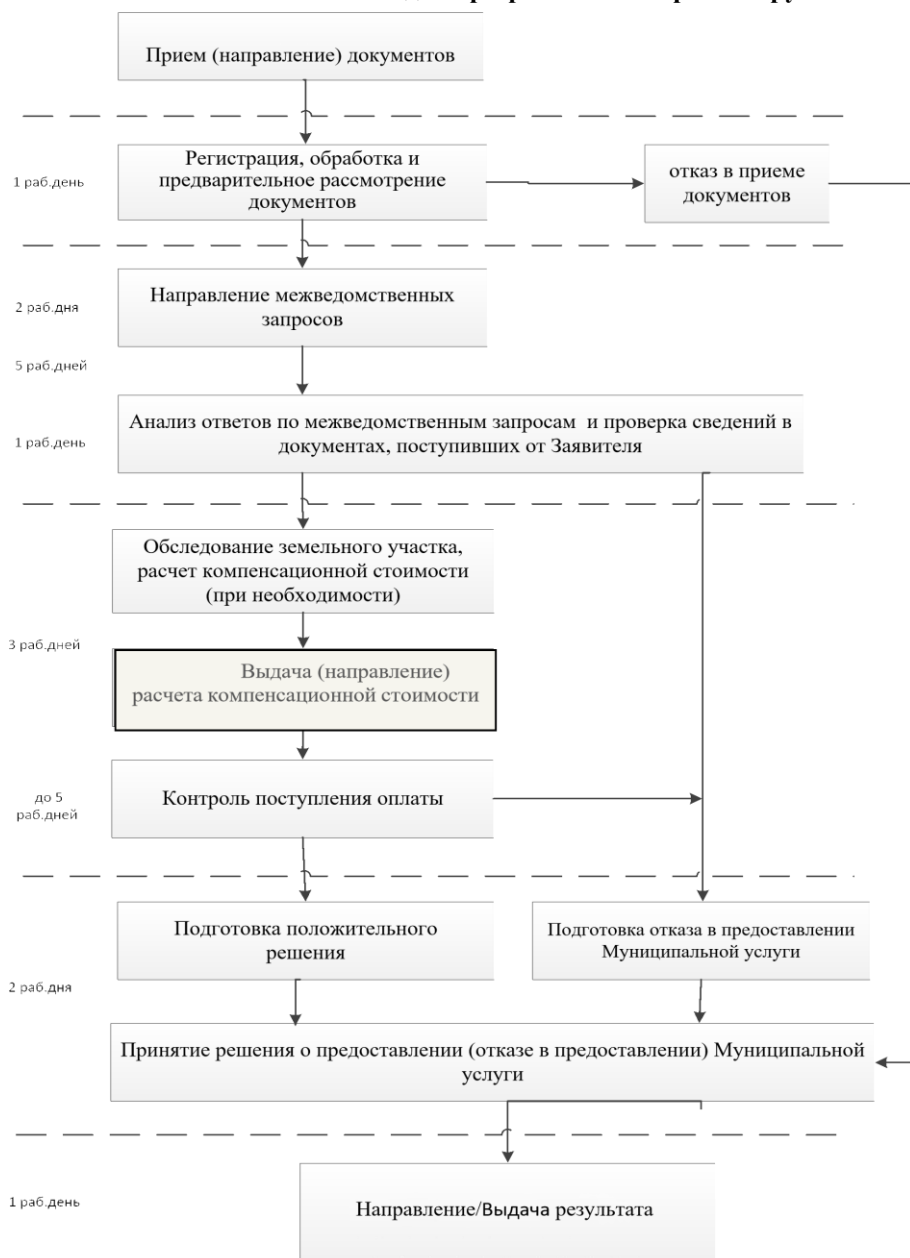 Прием (направление) документов
1 раб.день
Регистрация, обработка и
предварительное рассмотрение
документов
отказ в приеме
документов
2 раб.дня
Направление межведомственных
запросов
5 раб.дней
1 раб.день
Анализ ответов по межведомственным запросам и проверка сведений в
документах, поступивших от Заявителя
Обследование земельного участка,
расчет компенсационной стоимости
(при необходимости)
3 раб.дней
Выдача (направление)
расчета компенсационной стоимости
до 5
раб.дней
Контроль поступления оплаты
Подготовка положительного
решения
Подготовка отказа в предоставлении
Муниципальной услуги
2 раб.дня
Принятие решения о предоставлении (отказе в предоставлении) Муниципальной
услуги
1 раб.день
Направление/Выдача результата